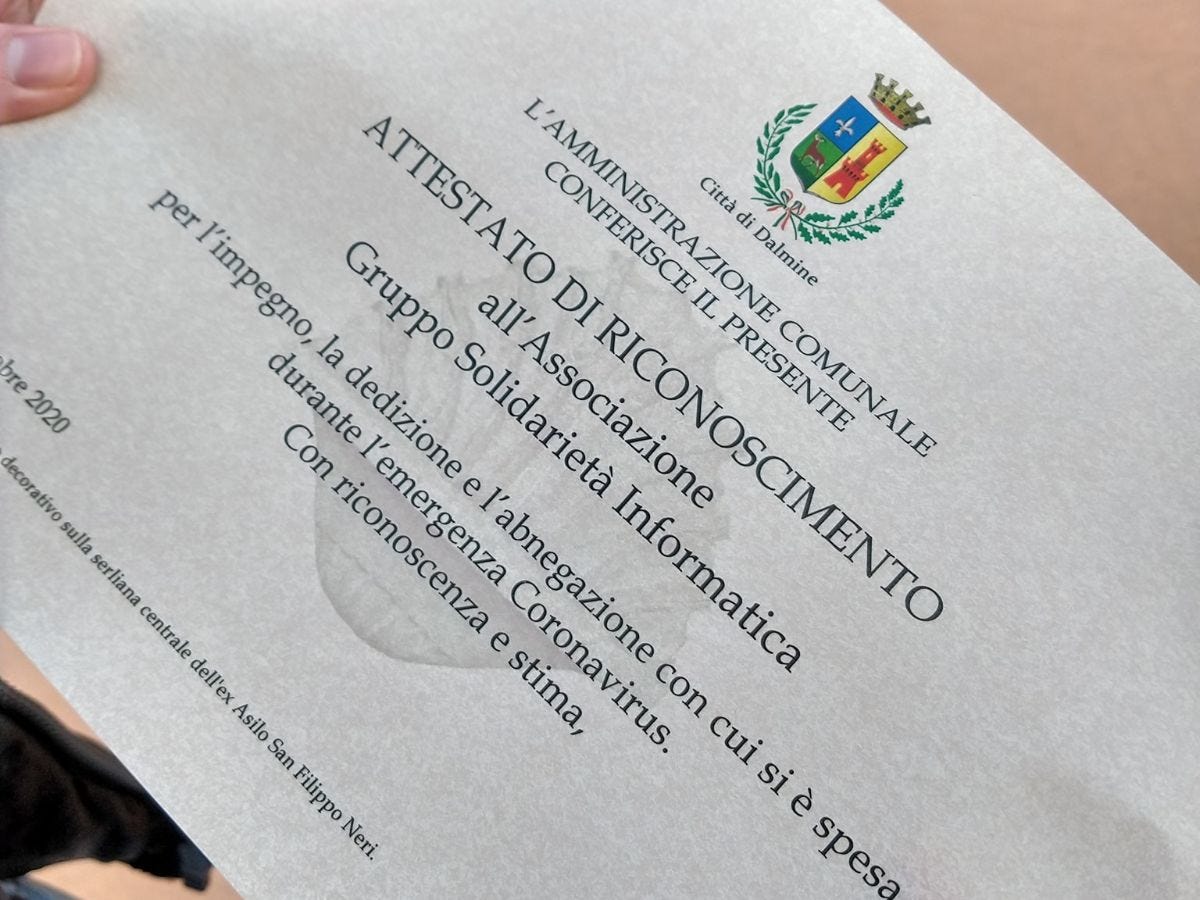 Città di Dalmine
L'AMMINISTRAZIONE COMUNALE
CONFERISCE IL PRESENTE
ATTESTATO DI RICONOSCIMENTO
all'Associazione
Gruppo Solidarietà Informatica
per l'impegno, la dedizione e l'abnegazione con cui si è spesa
durante l'emergenza Coronavirus.
Con riconoscenza e stima,
bre 2020
decorativo sulla serliana centrale dell'ex Asilo San Filippo Neri.